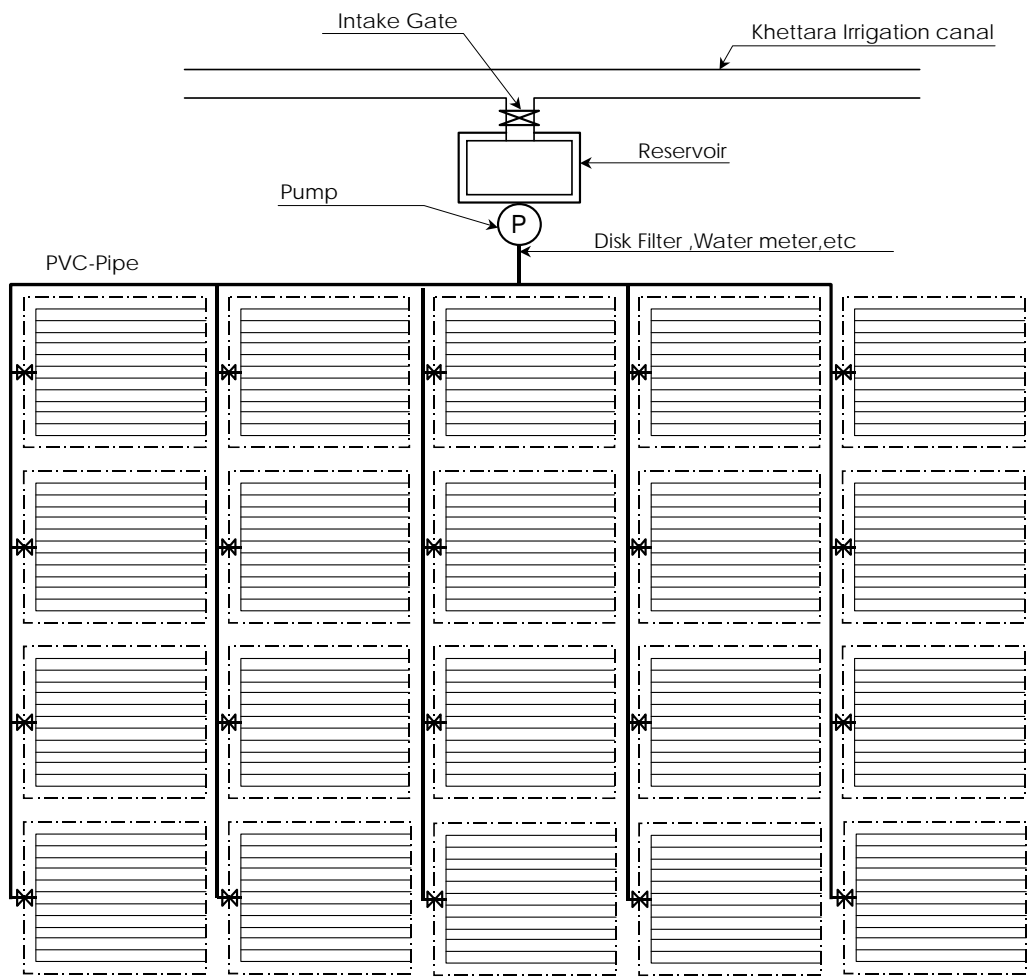 Intake Gate
Khettara Irrigation canal
Reservoir
Pump
P
Disk Filter ,Water meter,etc
PVC-Pipe